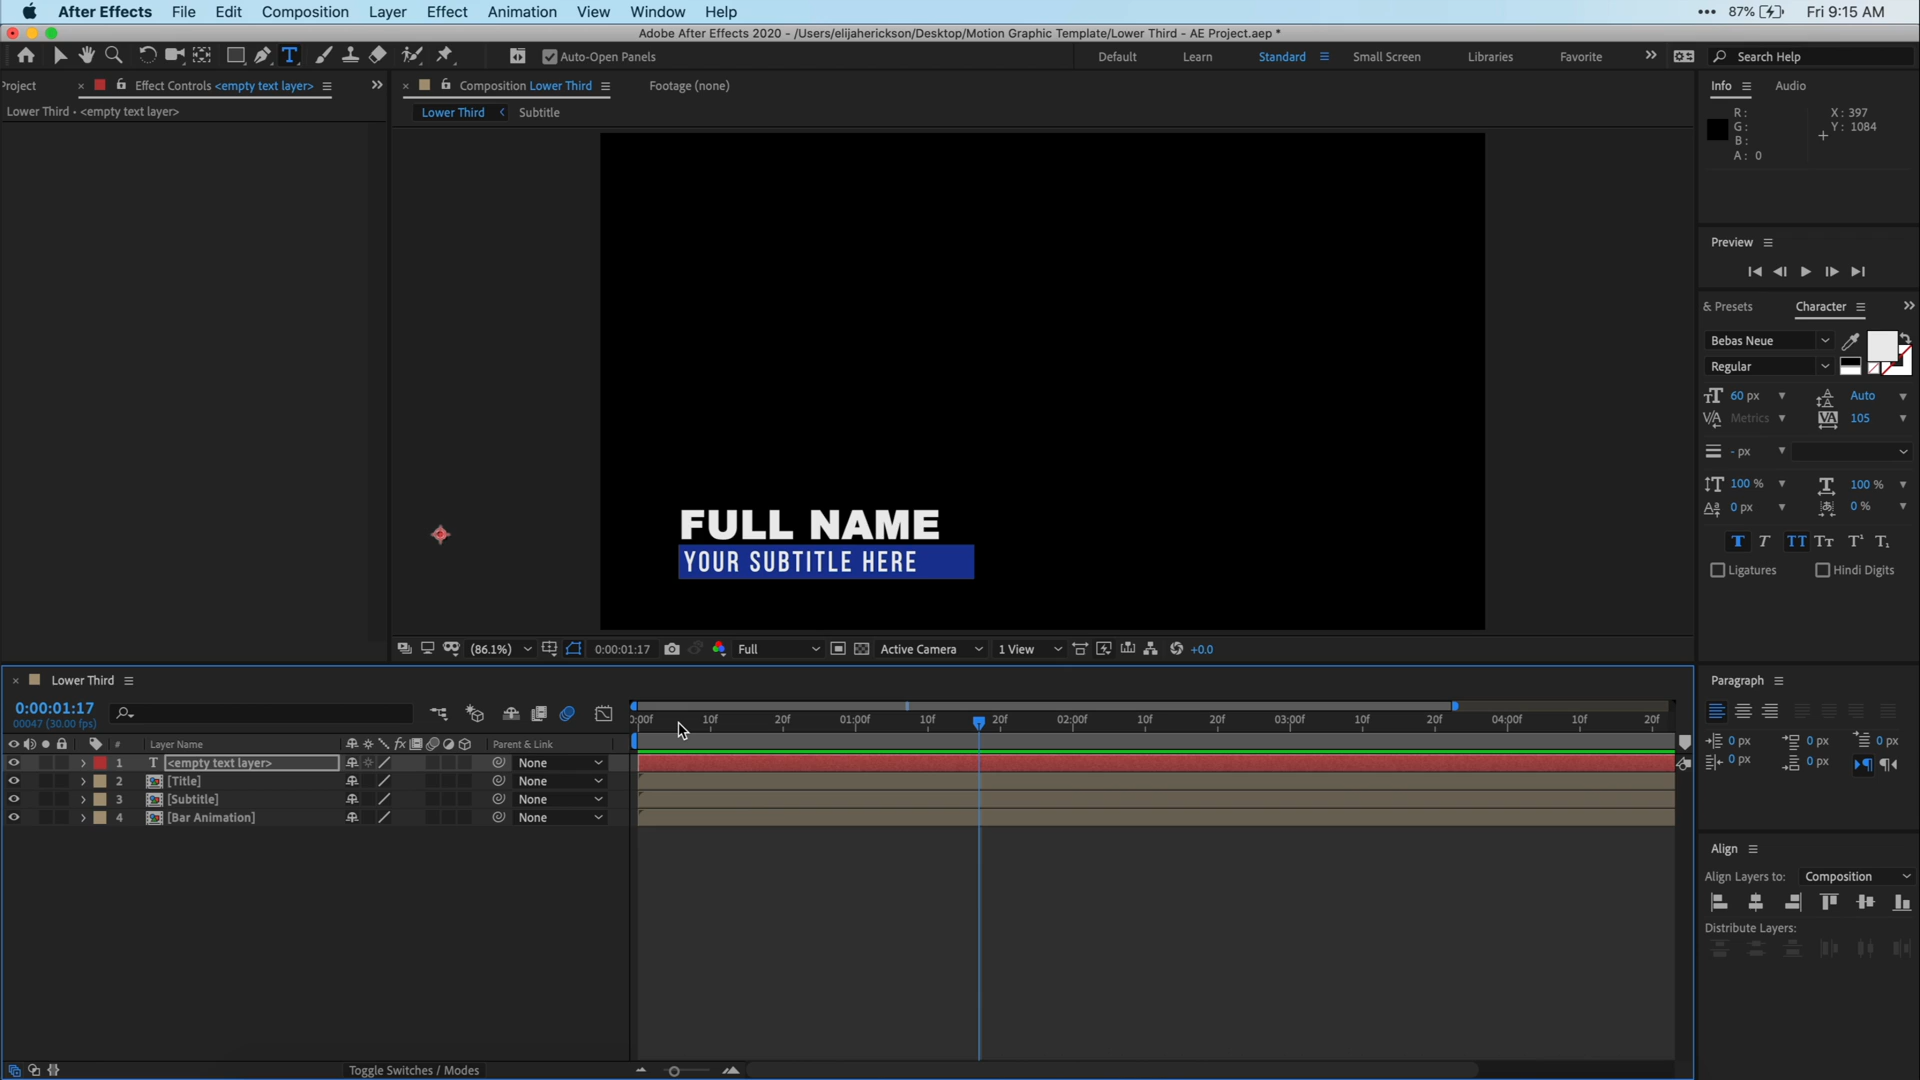 After Effects File Edit Composition Layer Effect Animation View Window Help 87% Fri 9:15 AM
Adobe After Effects 2020 - /Users/elijaherickson/Desktop/Motion Graphic Template/Lower Third - AE Project.aep *
Auto-Open Panels Default Learn Standard Small Screen Libraries Favorite Search Help
Project Effect Controls <empty text layer> Composition Lower Third Footage (none) Info Audio
Lower Third • <empty text layer> Lower Third Subtitle
R: X: 397
G: Y: 1084
B:
A: 0
Preview
& Presets Character
Bebas Neue
Regular
60 px Auto
Metrics 105
- px
100 % 100 %
0 px 0 %
T T TT Tt T¹ T₁
Ligatures Hindi Digits
FULL NAME
YOUR SUBTITLE HERE
(86.1%) 0:00:01:17 Full Active Camera 1 View +0.0
Lower Third
0:00:01:17
00047 (30.00 fps)
0:00f 10f 20f 01:00f 10f 20f 02:00f 10f 20f 03:00f 10f 20f 04:00f 10f 20f
# Layer Name Parent & Link
1 T <empty text layer> None
2 [Title] None
3 [Subtitle] None
4 [Bar Animation] None
Toggle Switches / Modes
Paragraph
0 px 0 px 0 px
0 px 0 px
Align
Align Layers to: Composition
Distribute Layers: